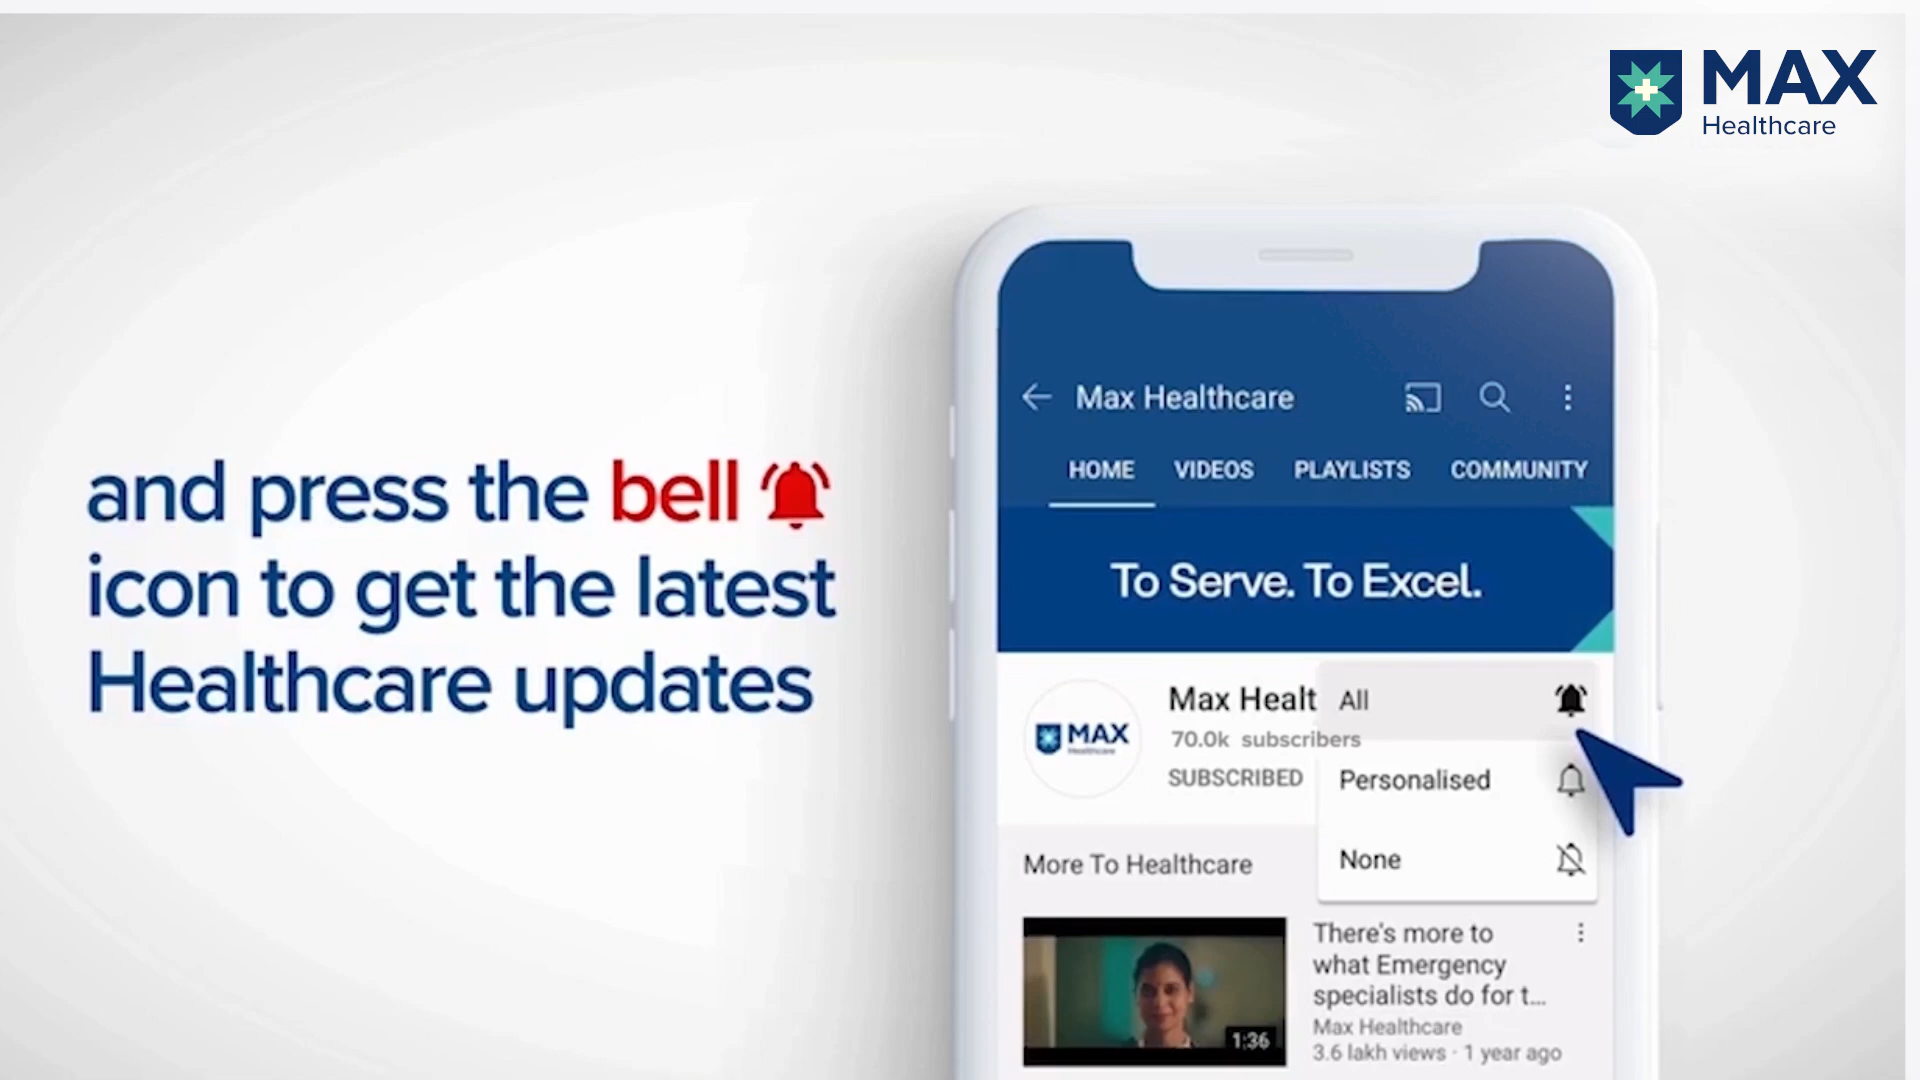 MAX
Healthcare
and press the bell
icon to get the latest
Healthcare updates
Max Healthcare
HOME VIDEOS PLAYLISTS COMMUNITY
To Serve. To Excel.
MAX
Healthcare
Max Healt
70.0k subscribers
SUBSCRIBED
All
Personalised
None
More To Healthcare
1:36
There's more to
what Emergency
specialists do for t...
Max Healthcare
3.6 lakh views · 1 year ago